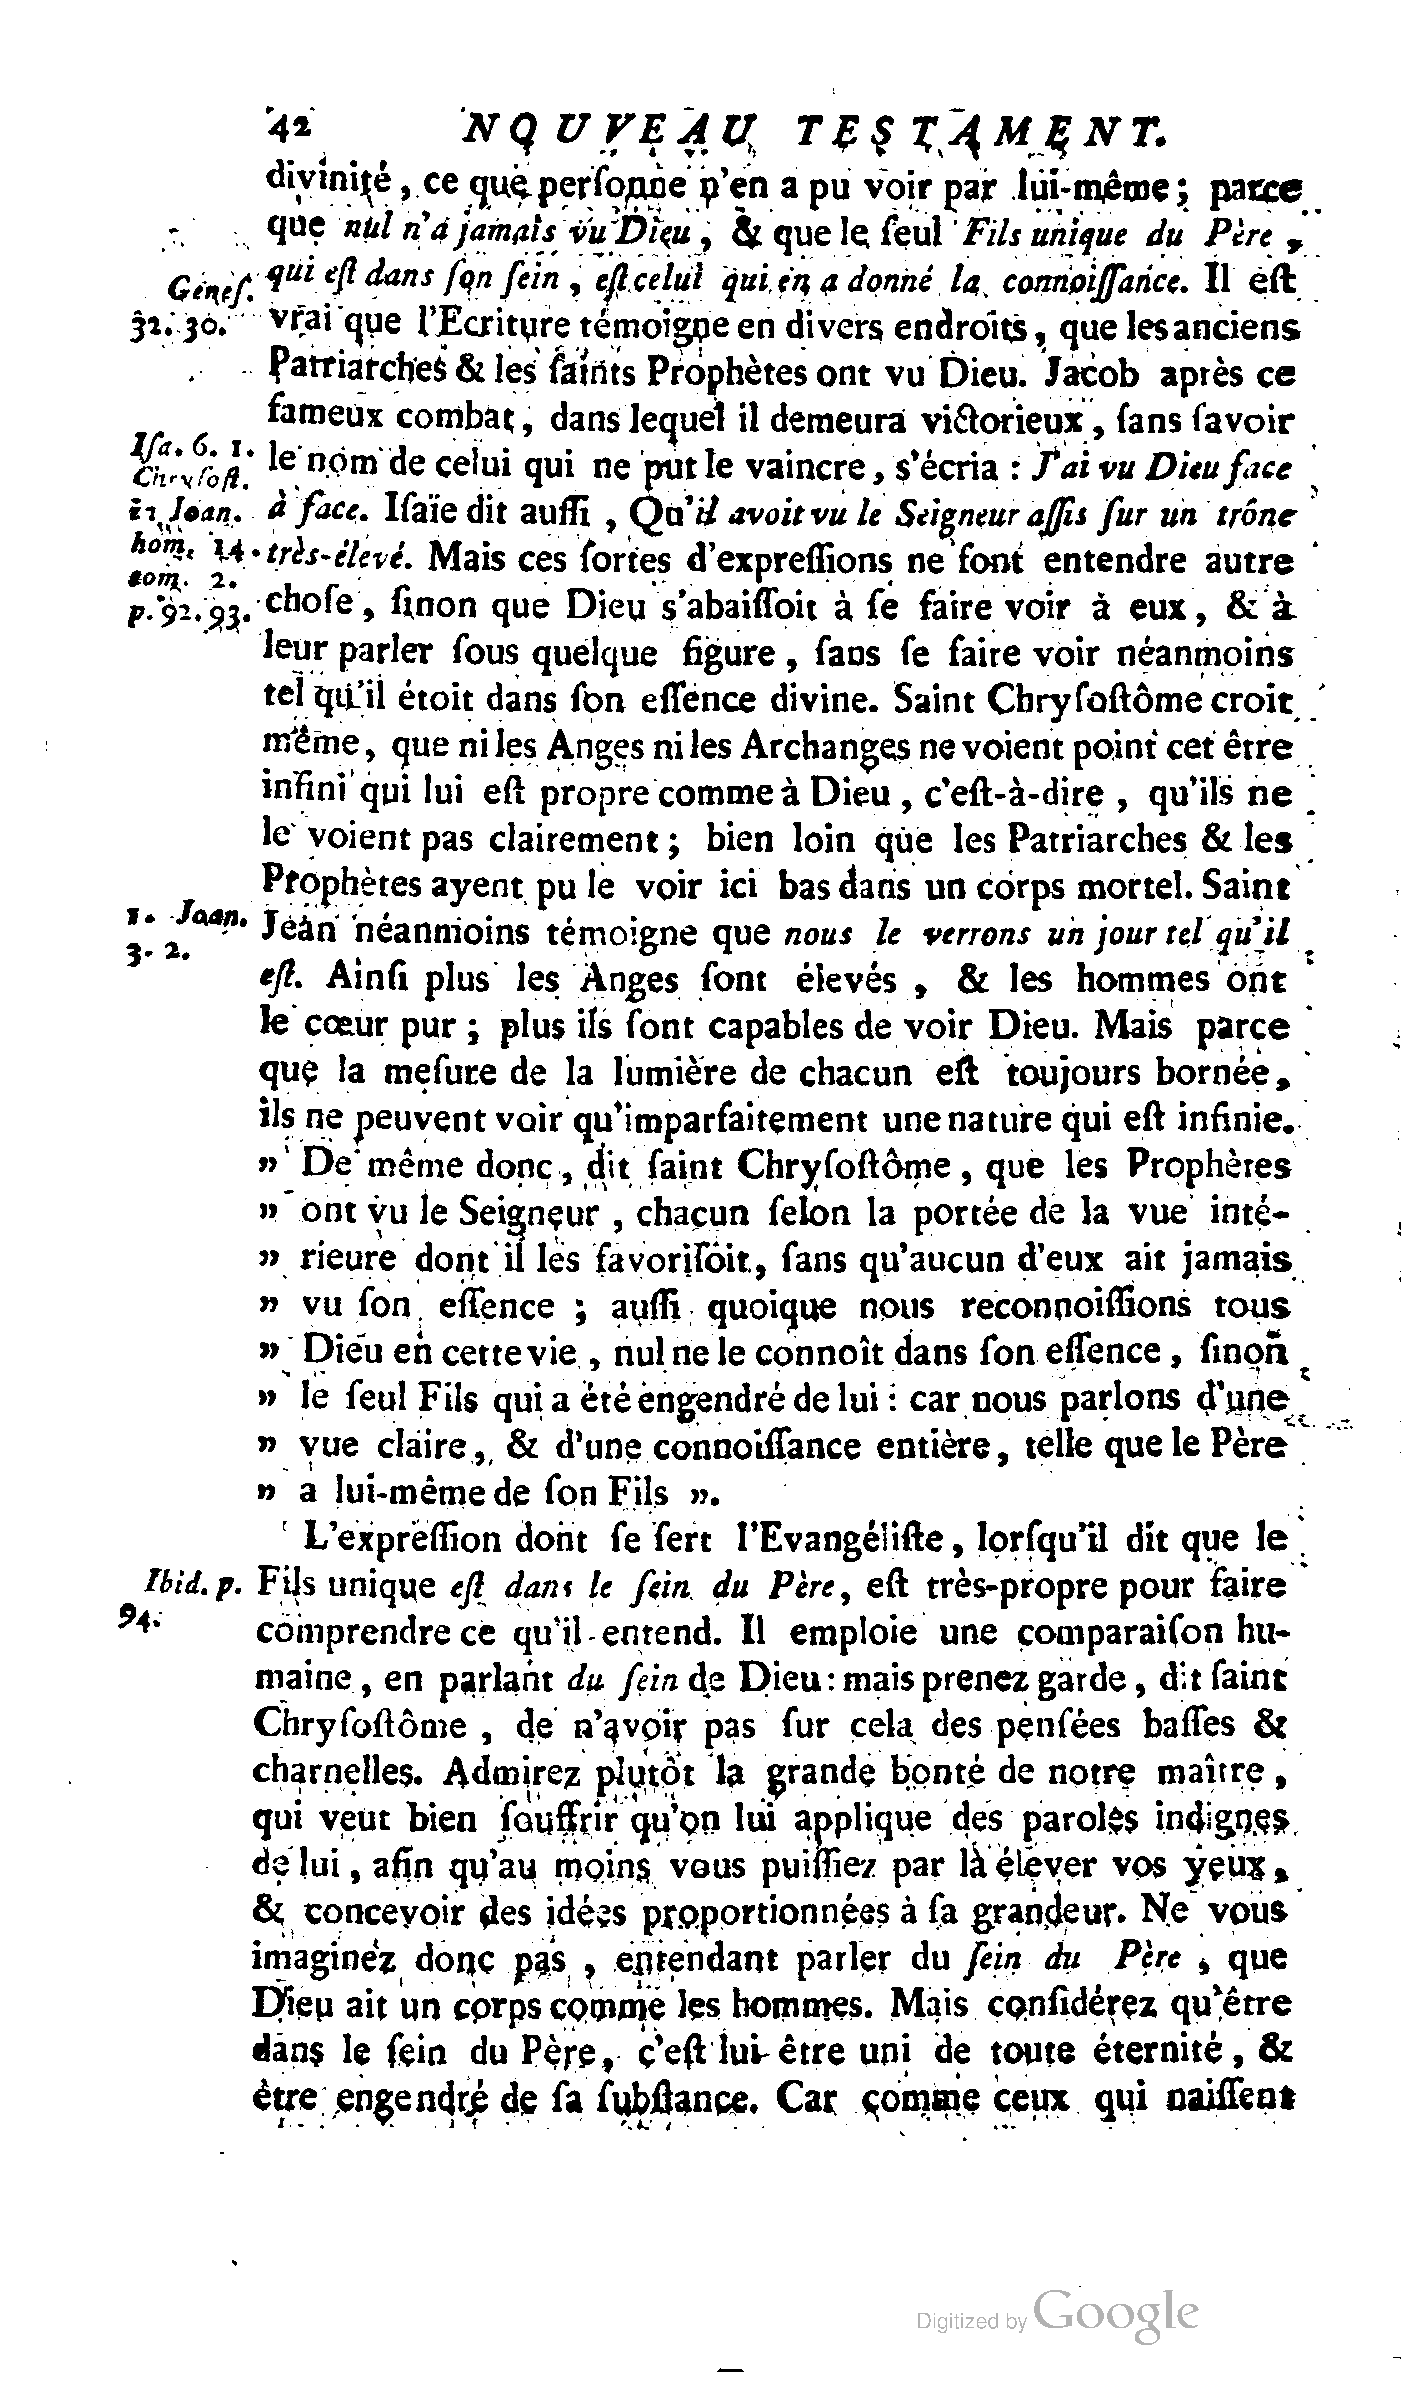 42 NOUVEAU TESTAMENT.
divinité, ce que perſonne n'en a pu voir par lui-même; parce
que nul n'a jamais vu Dieu, & que le ſeul Fils unique du Père,
qui eſt dans ſon ſein, eſt celui qui en a donné la connoiſſance. Il eſt
Géneſ.
32. 30.
vrai que l'Ecriture témoigne en divers endroits, que les anciens
Patriarches & les ſaints Prophètes ont vu Dieu. Jacob après ce
fameux combat, dans lequel il demeura victorieux, ſans ſavoir
le nom de celui qui ne put le vaincre, s'écria : J'ai vu Dieu face
Iſa. 6. 1.
Chryſoſt.
in Joan.
hom. 14.
tom. 2.
p. 92. 93.
à face. Iſaïe dit auſſi, Qu'il avoit vu le Seigneur aſſis ſur un trône
très-élevé. Mais ces ſortes d'expreſſions ne font entendre autre
choſe, ſinon que Dieu s'abaiſſoit à ſe faire voir à eux, & à
leur parler ſous quelque figure, ſans ſe faire voir néanmoins
tel qu'il étoit dans ſon eſſence divine. Saint Chryſoſtôme croit
même, que ni les Anges ni les Archanges ne voient point cet être
infini qui lui eſt propre comme à Dieu, c'eſt-à-dire, qu'ils ne
le voient pas clairement; bien loin que les Patriarches & les
Prophètes ayent pu le voir ici bas dans un corps mortel. Saint
1. Joan.
3. 2.
Jean néanmoins témoigne que nous le verrons un jour tel qu'il
eſt. Ainſi plus les Anges ſont élevés, & les hommes ont
le cœur pur; plus ils ſont capables de voir Dieu. Mais parce
que la meſure de la lumière de chacun eſt toujours bornée,
ils ne peuvent voir qu'imparfaitement une nature qui eſt infinie.
» De même donc, dit ſaint Chryſoſtôme, que les Prophètes
» ont vu le Seigneur, chacun ſelon la portée de la vue inté-
» rieure dont il les favoriſoit, ſans qu'aucun d'eux ait jamais
» vu ſon eſſence; auſſi quoique nous reconnoiſſions tous
» Dieu en cette vie, nul ne le connoît dans ſon eſſence, ſinon
» le ſeul Fils qui a été engendré de lui : car nous parlons d'une
» vue claire, & d'une connoiſſance entière, telle que le Père
» a lui-même de ſon Fils ».
L'expreſſion dont ſe ſert l'Evangéliſte, lorſqu'il dit que le
Ibid. p.
94.
Fils unique eſt dans le ſein du Père, eſt très-propre pour faire
comprendre ce qu'il entend. Il emploie une comparaiſon hu-
maine, en parlant du ſein de Dieu : mais prenez garde, dit ſaint
Chryſoſtôme, de n'avoir pas ſur cela des penſées baſſes &
charnelles. Admirez plutôt la grande bonté de notre maître,
qui veut bien ſouffrir qu'on lui applique des paroles indignes
de lui, afin qu'au moins vous puiſſiez par là élever vos yeux,
& concevoir des idées proportionnées à ſa grandeur. Ne vous
imaginez donc pas, entendant parler du ſein du Père, que
Dieu ait un corps comme les hommes. Mais conſidérez qu'être
dans le ſein du Père, c'eſt lui être uni de toute éternité, &
être engendré de ſa ſubſtance. Car comme ceux qui naiſſent
Digitized by Google